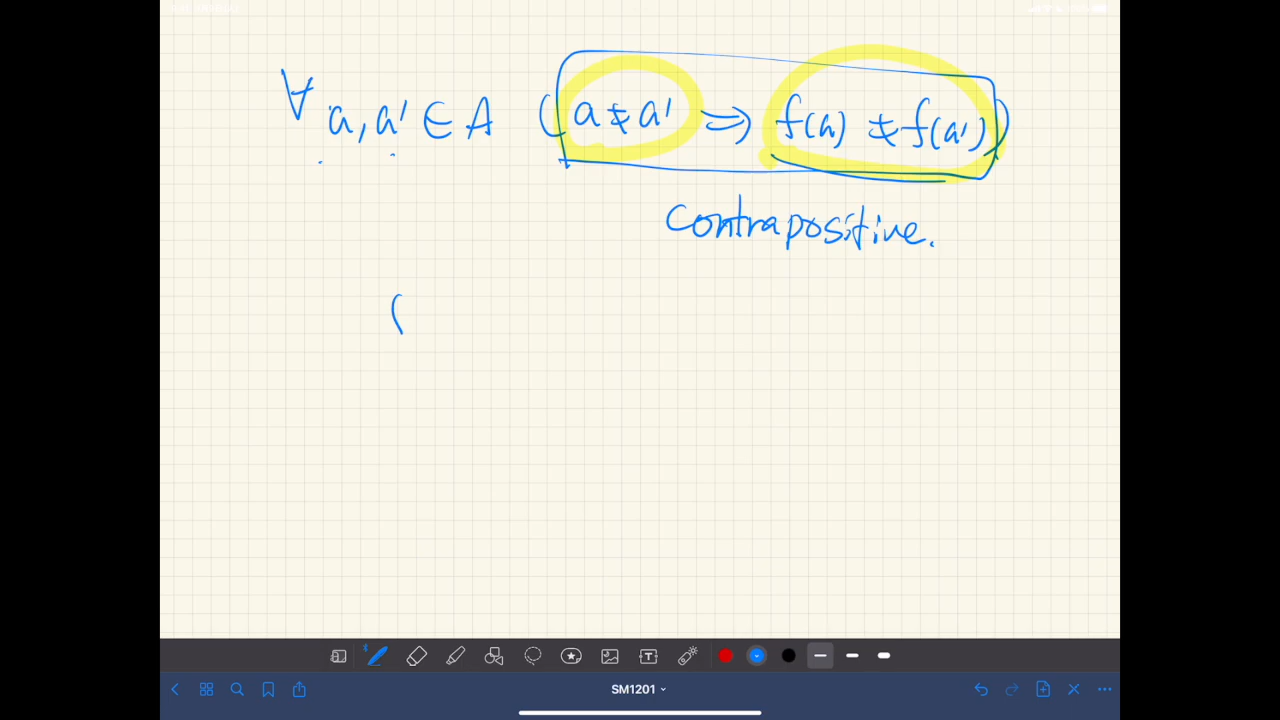 ∀ a, a' ∈ A ( a ≠ a' ⇒ f(a) ≠ f(a') )
contrapositive.
(
SM1201